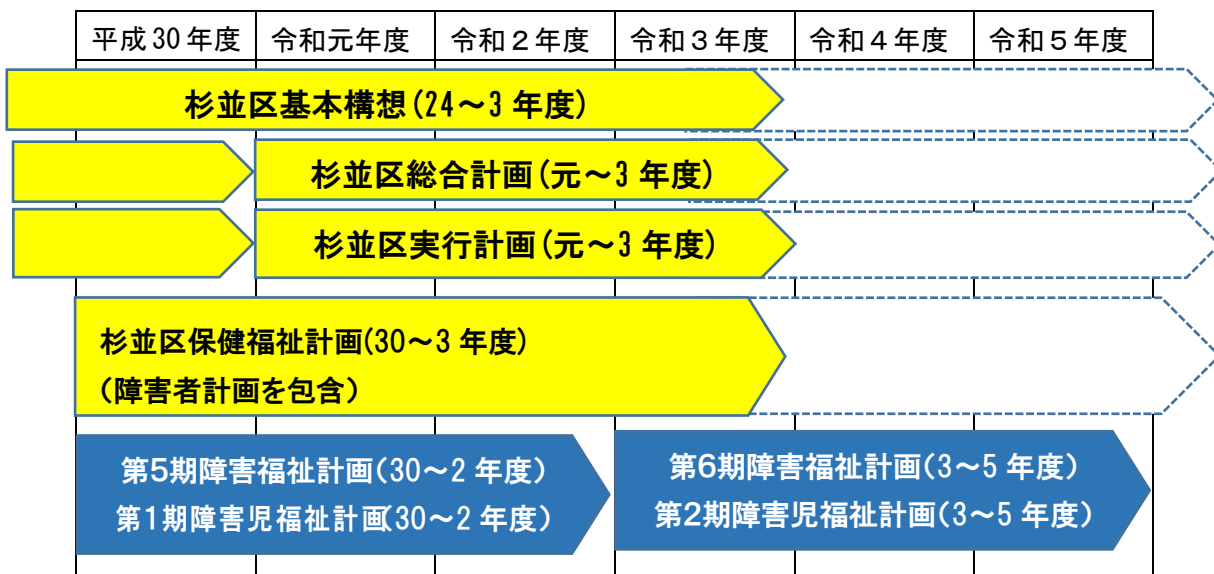 平成30年度 令和元年度 令和2年度 令和3年度 令和4年度 令和5年度
杉並区基本構想(24～3年度)
杉並区総合計画(元～3年度)
杉並区実行計画(元～3年度)
杉並区保健福祉計画(30～3年度)
(障害者計画を包含)
第5期障害福祉計画(30～2年度) 第6期障害福祉計画(3～5年度)
第1期障害児福祉計画(30～2年度) 第2期障害児福祉計画(3～5年度)